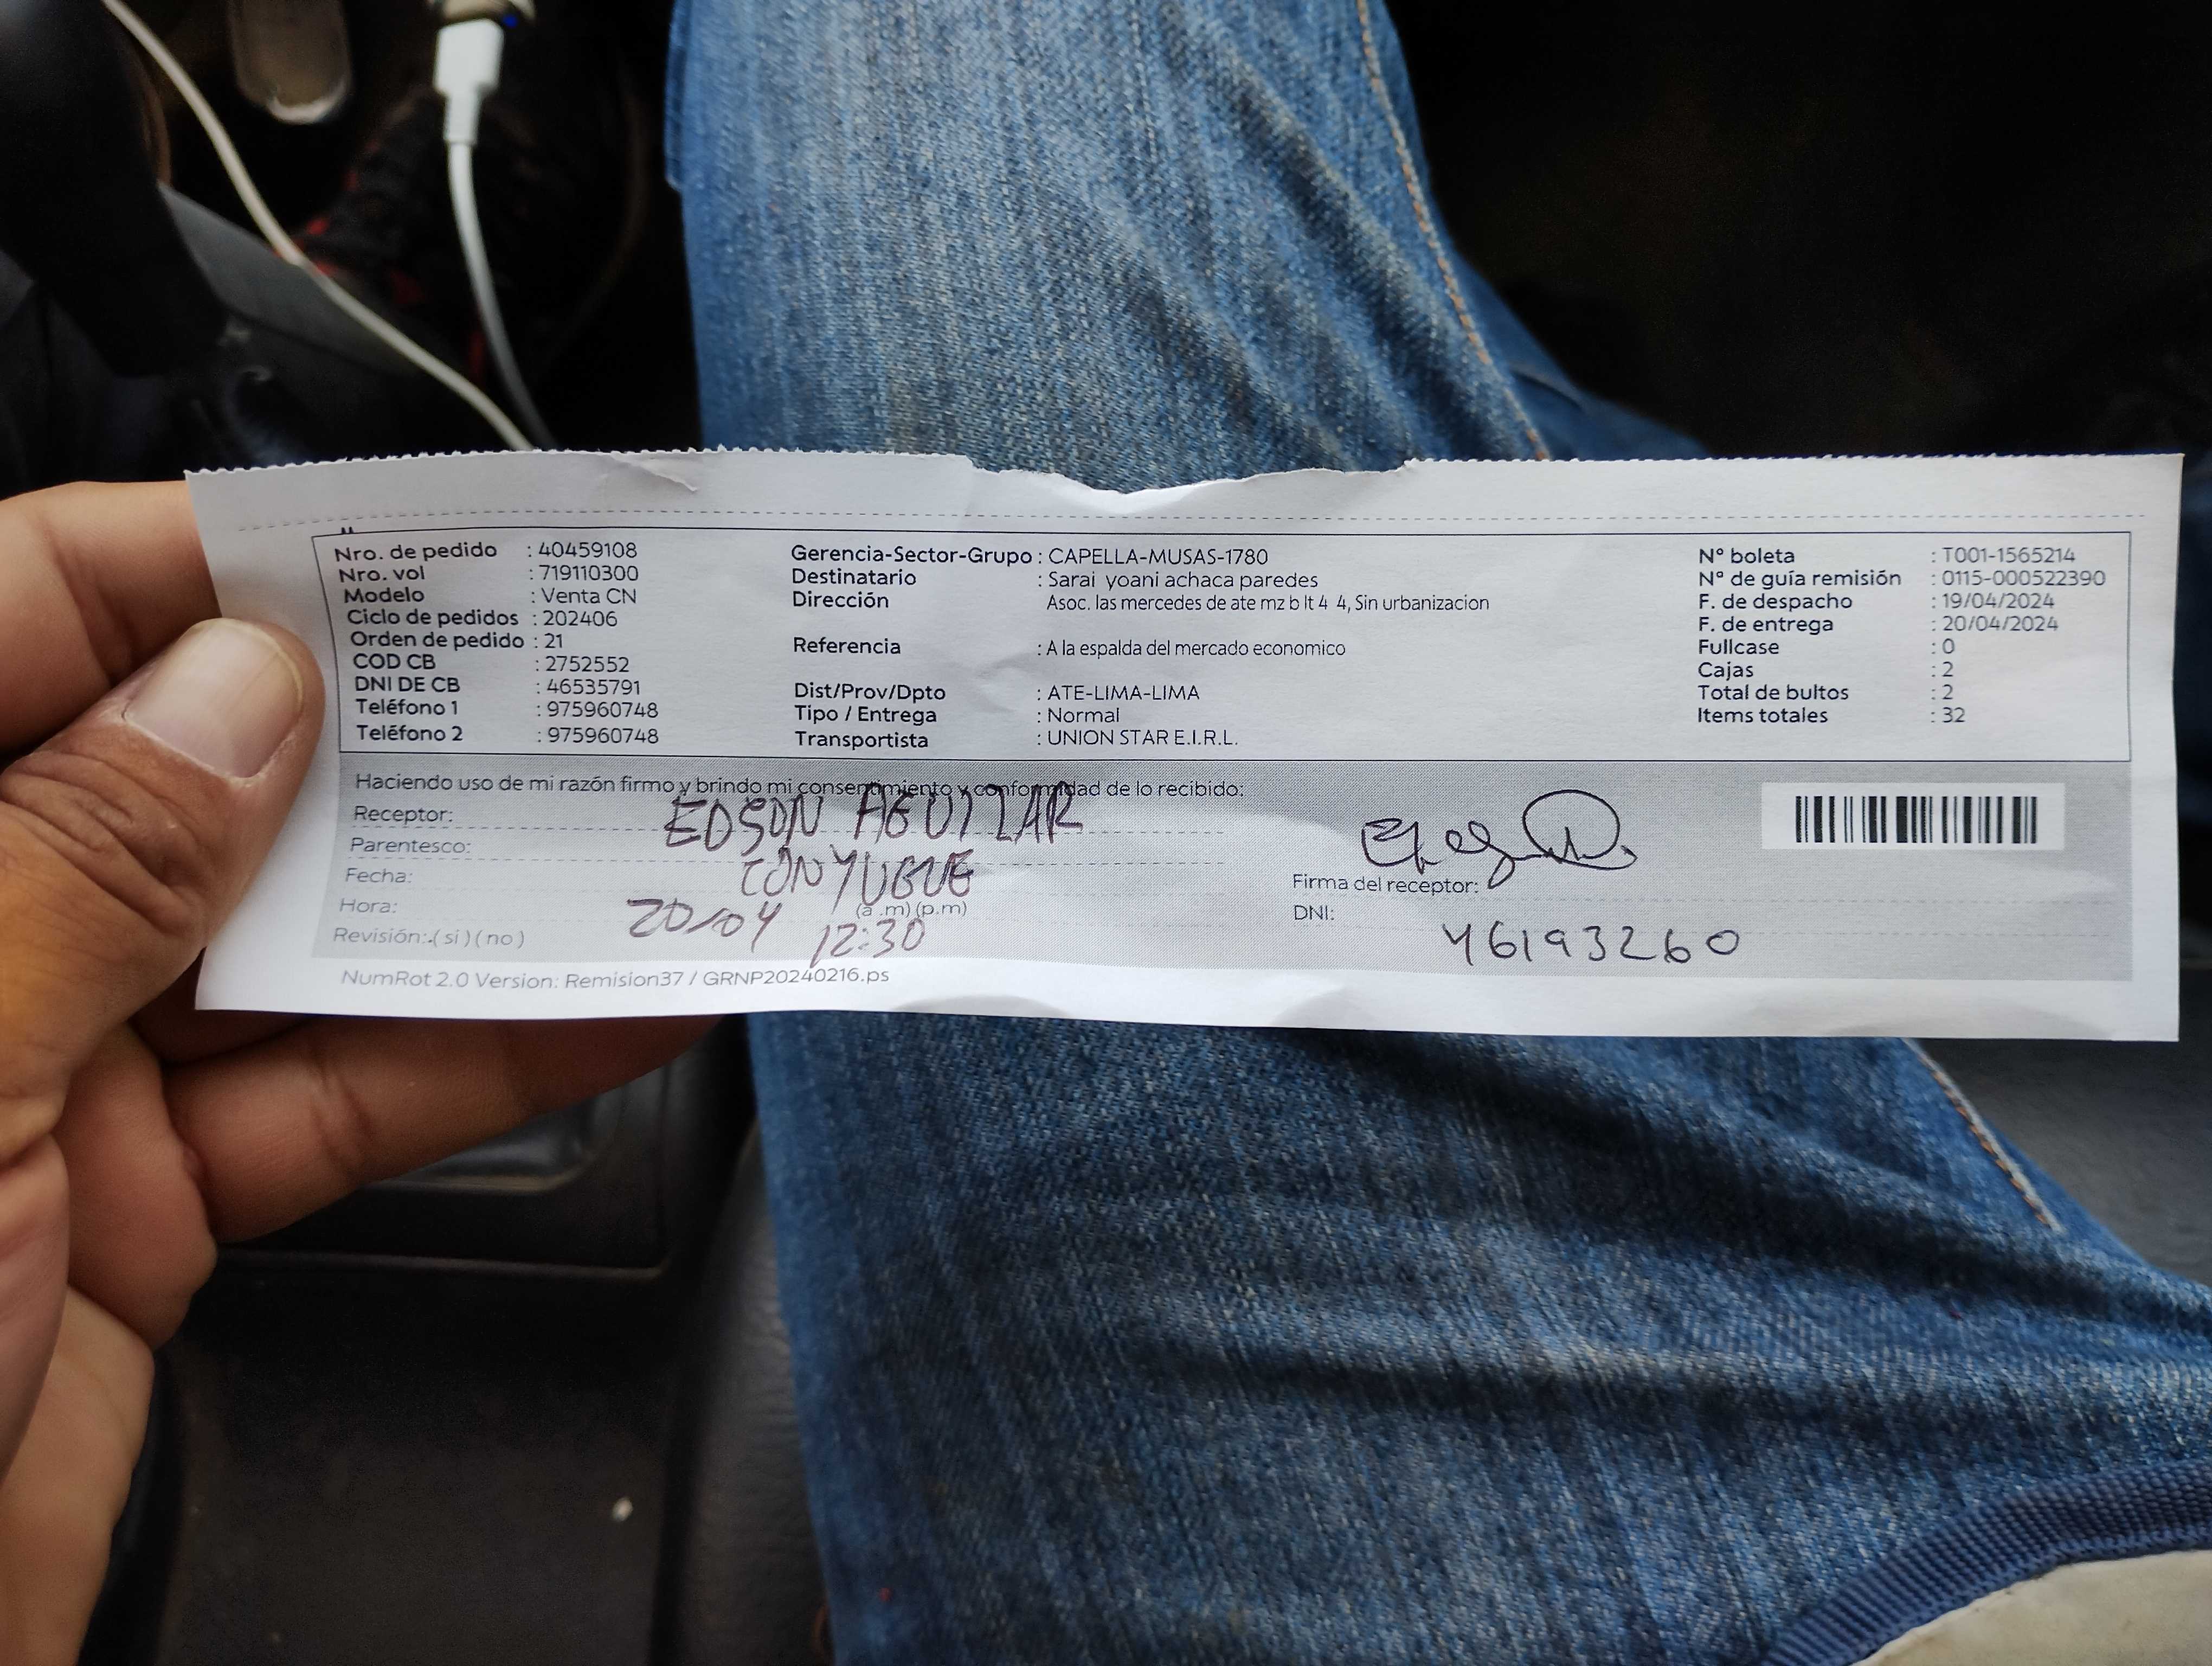 Nro. de pedido : 40459108
Nro. vol : 719110300
Modelo : Venta CN
Ciclo de pedidos : 202406
Orden de pedido : 21
COD CB : 2752552
DNI DE CB : 46535791
Teléfono 1 : 975960748
Teléfono 2 : 975960748
Gerencia-Sector-Grupo : CAPELLA-MUSAS-1780
Destinatario : Sarai yoani achaca paredes
Dirección Asoc. las mercedes de ate mz b lt 4 4, Sin urbanizacion
Referencia : A la espalda del mercado economico
Dist/Prov/Dpto : ATE-LIMA-LIMA
Tipo / Entrega : Normal
Transportista : UNION STAR E.I.R.L.
N° boleta : T001-1565214
N° de guía remisión : 0115-000522390
F. de despacho : 19/04/2024
F. de entrega : 20/04/2024
Fullcase : 0
Cajas : 2
Total de bultos : 2
Items totales : 32
Haciendo uso de mi razón firmo y brindo mi consentimiento y conformidad de lo recibido:
Receptor: EDSON AGUILAR
Parentesco: CONYUGUE
Fecha: 20/04
Hora: (a .m) (p.m) 12:30
Revisión:.( si ) ( no )
Firma del receptor:
DNI: 46193260
NumRot 2.0 Version: Remision37 / GRNP20240216.ps